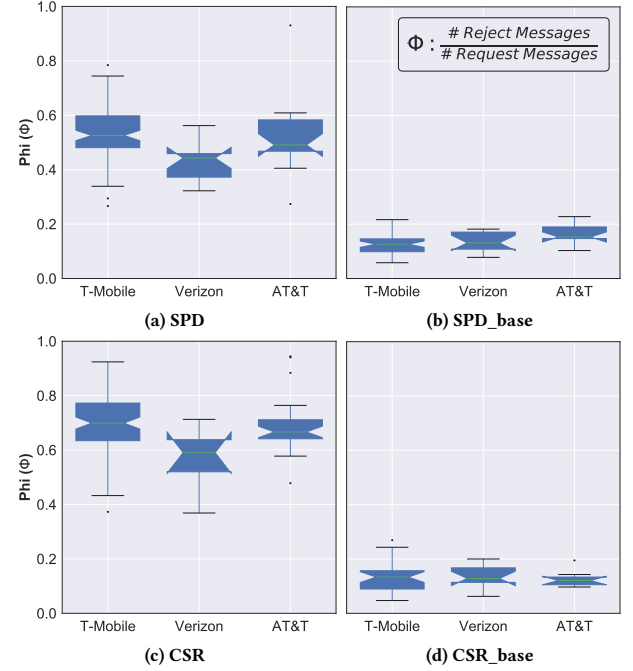 1.0
0.8
0.6
0.4
0.2
0.0
Phi (Φ)
T-Mobile Verizon AT&T
(a) SPD
Φ : # Reject Messages
# Request Messages
T-Mobile Verizon AT&T
(b) SPD_base
1.0
0.8
0.6
0.4
0.2
0.0
Phi (Φ)
T-Mobile Verizon AT&T
(c) CSR
T-Mobile Verizon AT&T
(d) CSR_base